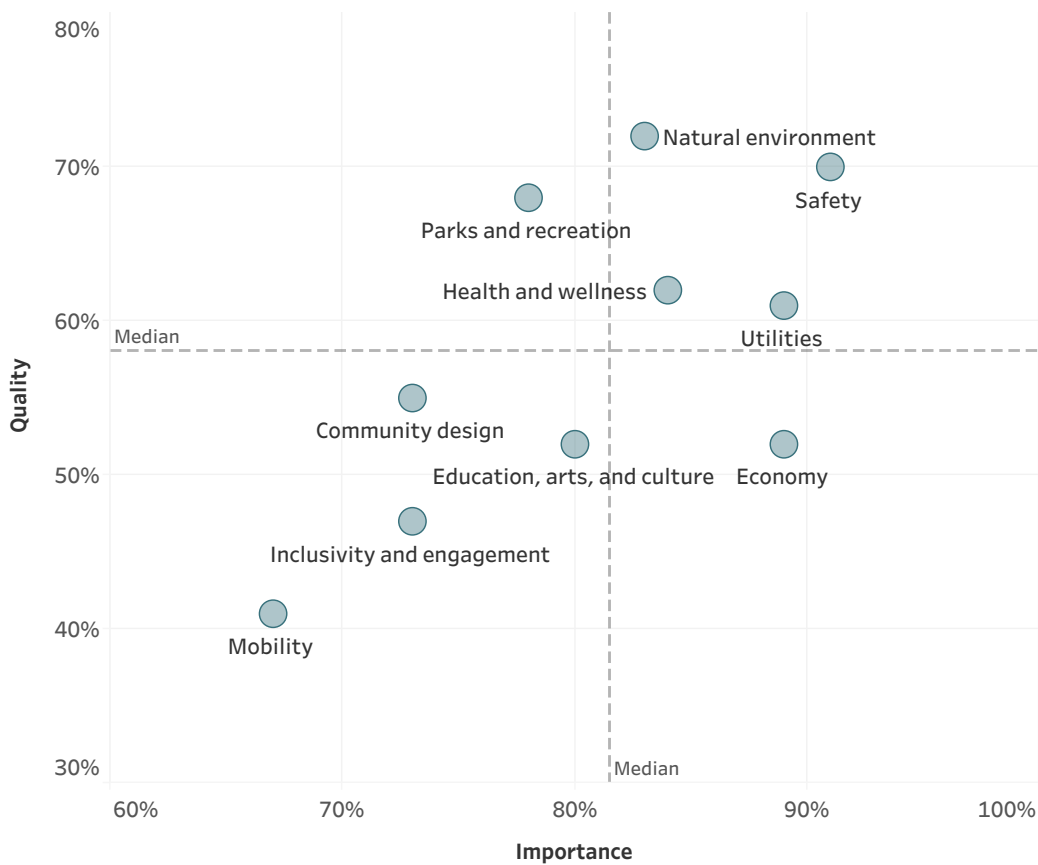 80%
Natural environment
70%
Safety
Parks and recreation
Health and wellness
60%
Median
Utilities
Quality
Community design
50%
Education, arts, and culture
Economy
Inclusivity and engagement
40%
Mobility
30%
Median
60%
70%
80%
90%
100%
Importance